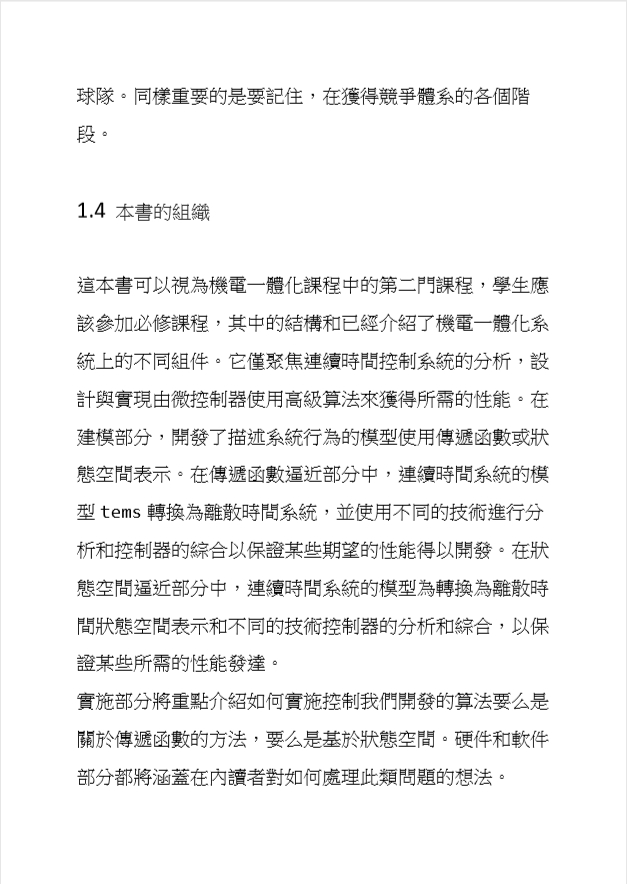 球隊。同樣重要的是要記住，在獲得競爭體系的各個階
段。
1.4 本書的組織
這本書可以視為機電一體化課程中的第二門課程，學生應
該參加必修課程，其中的結構和已經介紹了機電一體化系
統上的不同組件。它僅聚焦連續時間控制系統的分析，設
計與實現由微控制器使用高級算法來獲得所需的性能。在
建模部分，開發了描述系統行為的模型使用傳遞函數或狀
態空間表示。在傳遞函數逼近部分中，連續時間系統的模
型 tems 轉換為離散時間系統，並使用不同的技術進行分
析和控制器的綜合以保證某些期望的性能得以開發。在狀
態空間逼近部分中，連續時間系統的模型為轉換為離散時
間狀態空間表示和不同的技術控制器的分析和綜合，以保
證某些所需的性能發達。
實施部分將重點介紹如何實施控制我們開發的算法要么是
關於傳遞函數的方法，要么是基於狀態空間。硬件和軟件
部分都將涵蓋在內讀者對如何處理此類問題的想法。